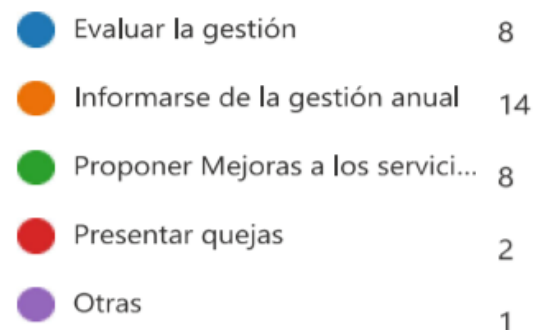 Evaluar la gestión 8
Informarse de la gestión anual 14
Proponer Mejoras a los servici... 8
Presentar quejas 2
Otras 1